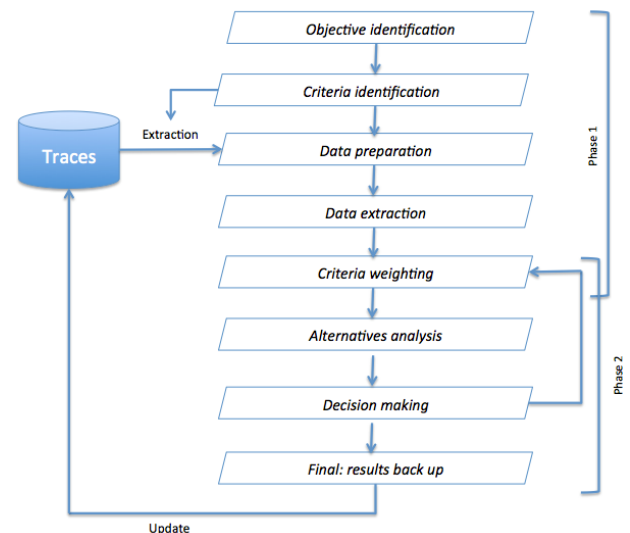 Objective identification
Criteria identification
Extraction
Traces
Data preparation
Phase 1
Data extraction
Criteria weighting
Alternatives analysis
Phase 2
Decision making
Final: results back up
Update